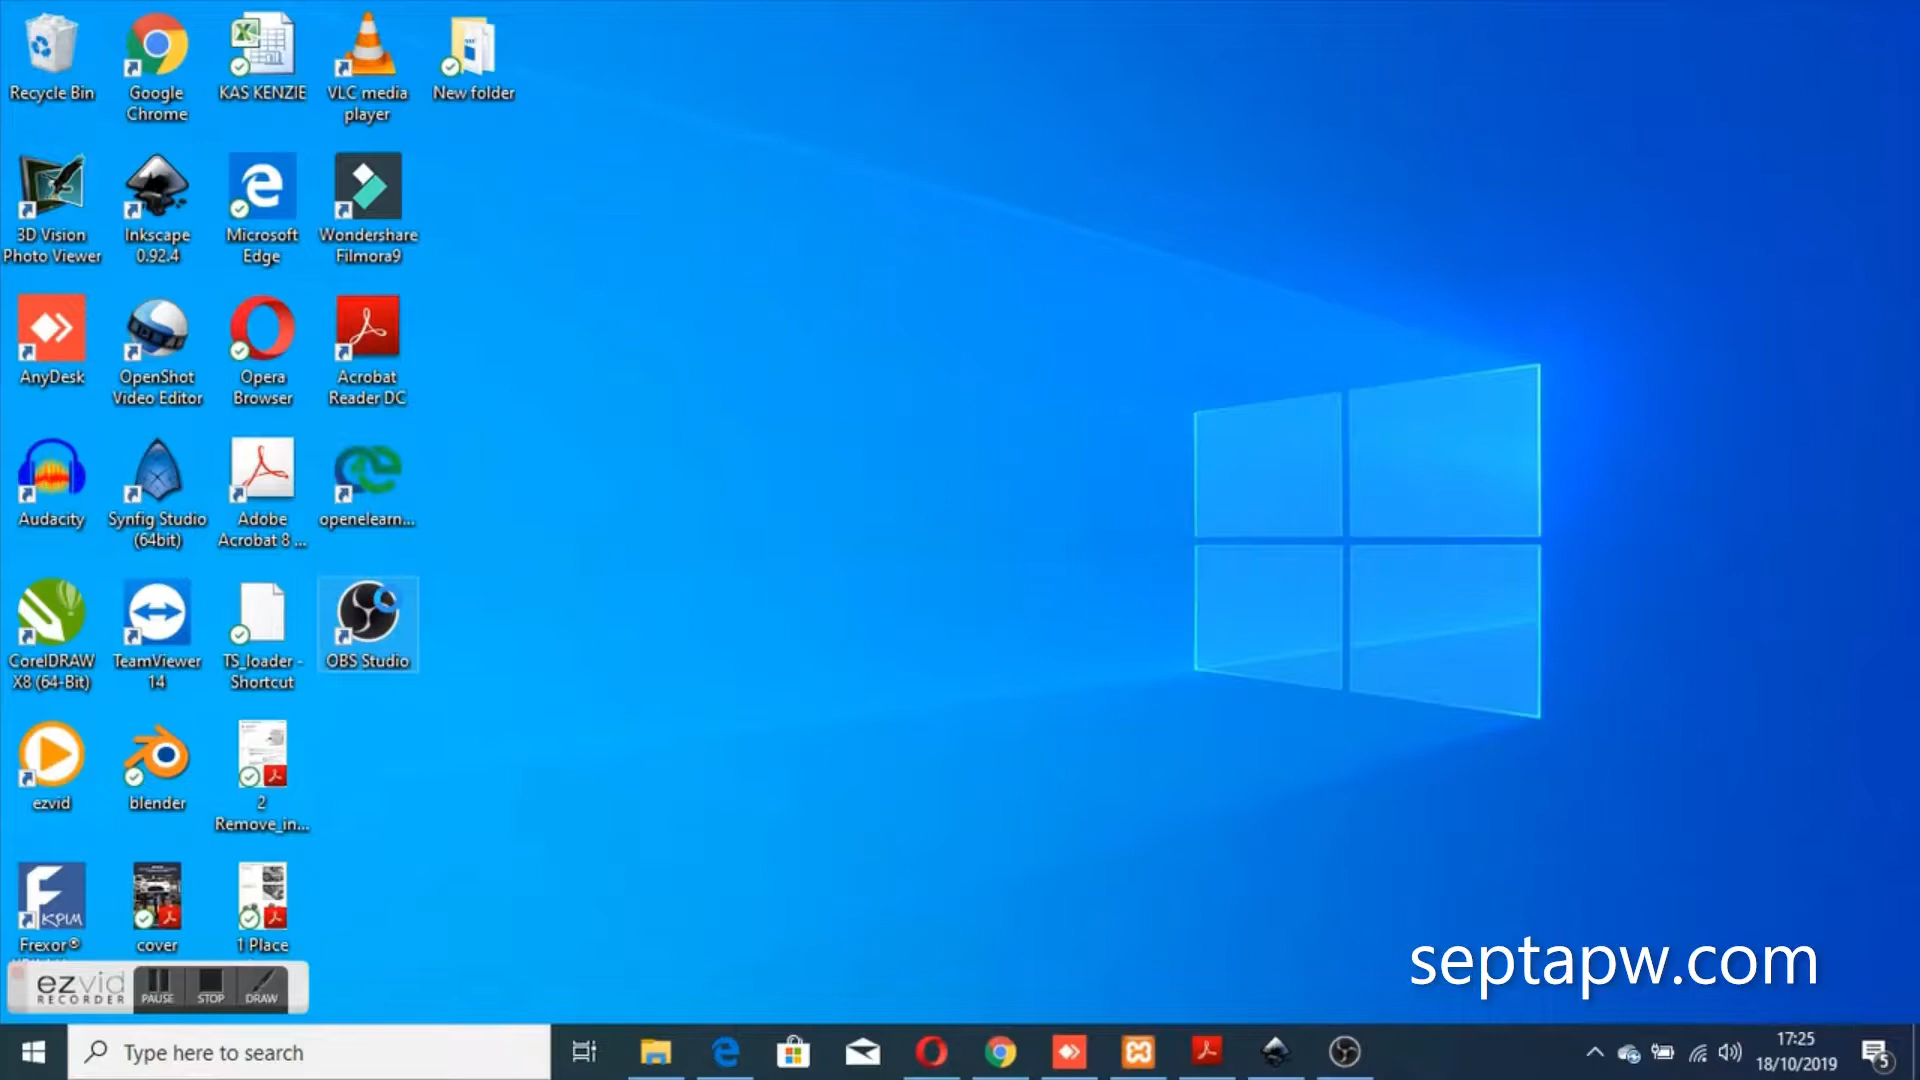 Recycle Bin
Google
Chrome
KAS KENZIE
VLC media
player
New folder
3D Vision
Photo Viewer
Inkscape
0.92.4
Microsoft
Edge
Wondershare
Filmora9
AnyDesk
OpenShot
Video Editor
Opera
Browser
Acrobat
Reader DC
Audacity
Synfig Studio
(64bit)
Adobe
Acrobat 8 ...
openelearn...
CorelDRAW
X8 (64-Bit)
TeamViewer
14
TS_loader -
Shortcut
OBS Studio
ezvid
blender
2
Remove_in...
KPIM
Frexor®
cover
1 Place
ezvid
RECORDER
PAUSE
STOP
DRAW
septapw.com
Type here to search
17:25
18/10/2019
5